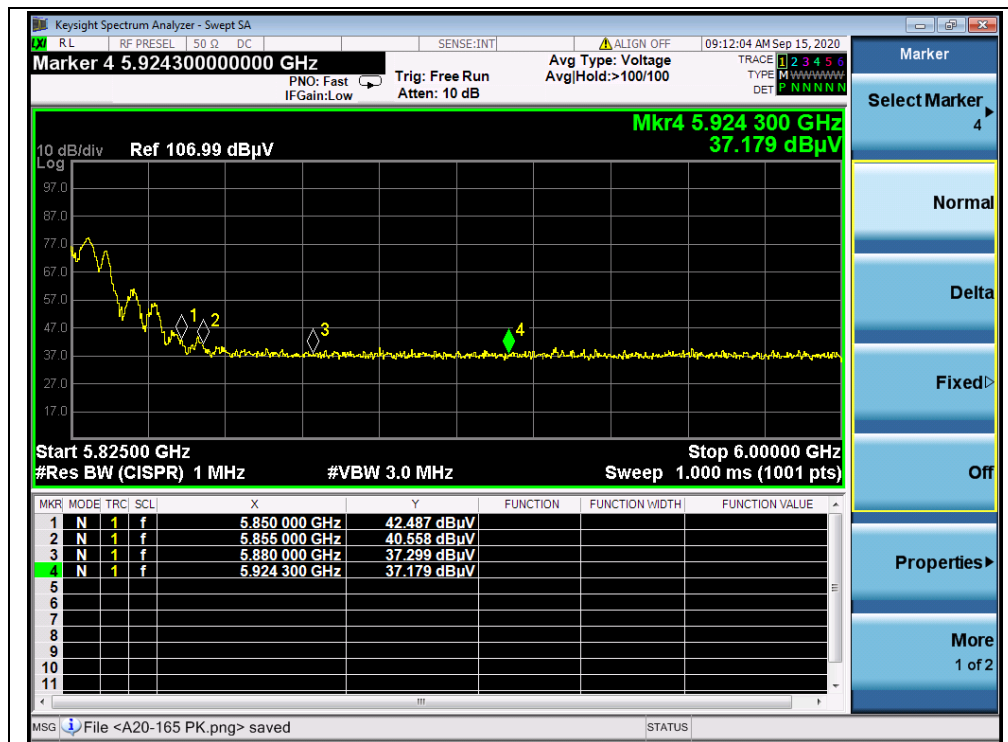 Keysight Spectrum Analyzer - Swept SA
LXI RL RF PRESEL 50 Ω DC SENSE:INT ALIGN OFF 09:12:04 AM Sep 15, 2020
Marker 4 5.924300000000 GHz
PNO: Fast
IFGain:Low
Trig: Free Run
Atten: 10 dB
Avg Type: Voltage
Avg|Hold:>100/100
TRACE 1 2 3 4 5 6
TYPE M WWWWW
DET P N N N N N
Mkr4 5.924 300 GHz
37.179 dBµV
10 dB/div Ref 106.99 dBµV
Log
97.0
87.0
77.0
67.0
57.0
47.0
37.0
27.0
17.0
1
2
3
4
Start 5.82500 GHz Stop 6.00000 GHz
#Res BW (CISPR) 1 MHz #VBW 3.0 MHz Sweep 1.000 ms (1001 pts)
MKR MODE TRC SCL X Y FUNCTION FUNCTION WIDTH FUNCTION VALUE
1 N 1 f 5.850 000 GHz 42.487 dBµV
2 N 1 f 5.855 000 GHz 40.558 dBµV
3 N 1 f 5.880 000 GHz 37.299 dBµV
4 N 1 f 5.924 300 GHz 37.179 dBµV
5
6
7
8
9
10
11
MSG File <A20-165 PK.png> saved STATUS
Marker
Select Marker
4
Normal
Delta
Fixed
Off
Properties
More
1 of 2